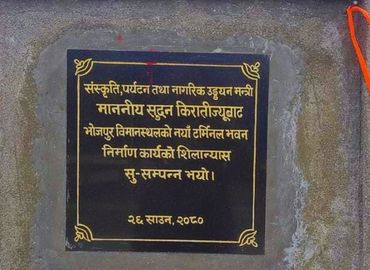 संस्कृति,पर्यटन तथा नागरिक उड्डयन मन्त्री
माननीय सुदन किरातीज्यूबाट
भोजपुर विमानस्थलको नयाँ टर्मिनल भवन
निर्माण कार्यको शिलान्यास
सु-सम्पन्न भयो।
२६ साउन, २०८०